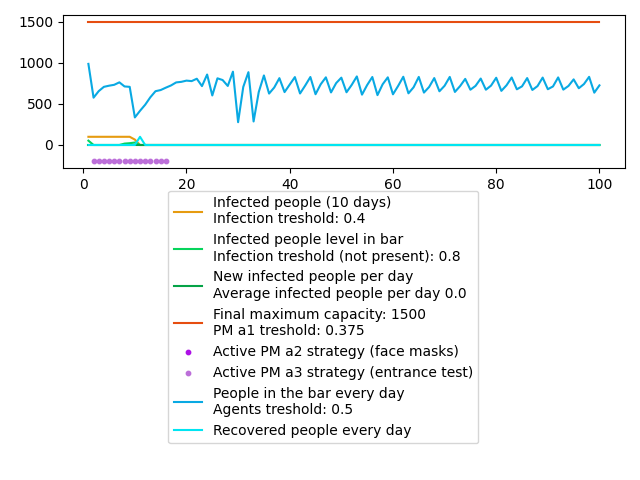 1500
1000
500
0
0 20 40 60 80 100
Infected people (10 days)
Infection treshold: 0.4
Infected people level in bar
Infection treshold (not present): 0.8
New infected people per day
Average infected people per day 0.0
Final maximum capacity: 1500
PM a1 treshold: 0.375
Active PM a2 strategy (face masks)
Active PM a3 strategy (entrance test)
People in the bar every day
Agents treshold: 0.5
Recovered people every day